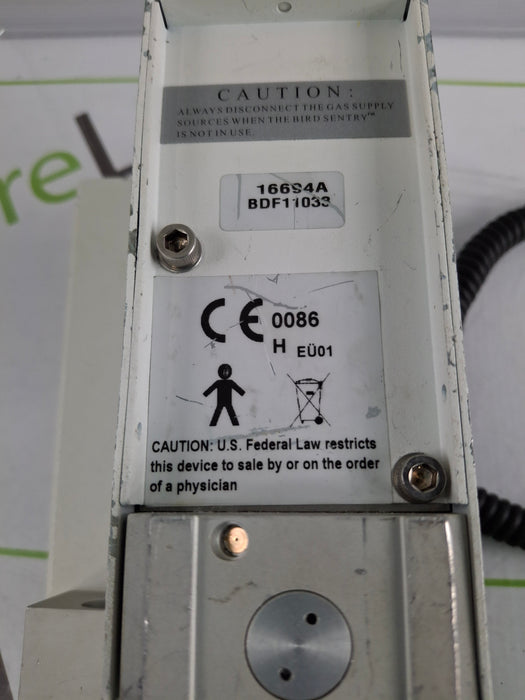 CAUTION:
ALWAYS DISCONNECT THE GAS SUPPLY
SOURCES WHEN THE BIRD SENTRY™
IS NOT IN USE.
16694A
BDF11033
CE 0086
H EÜ01
CAUTION: U.S. Federal Law restricts
this device to sale by or on the order
of a physician